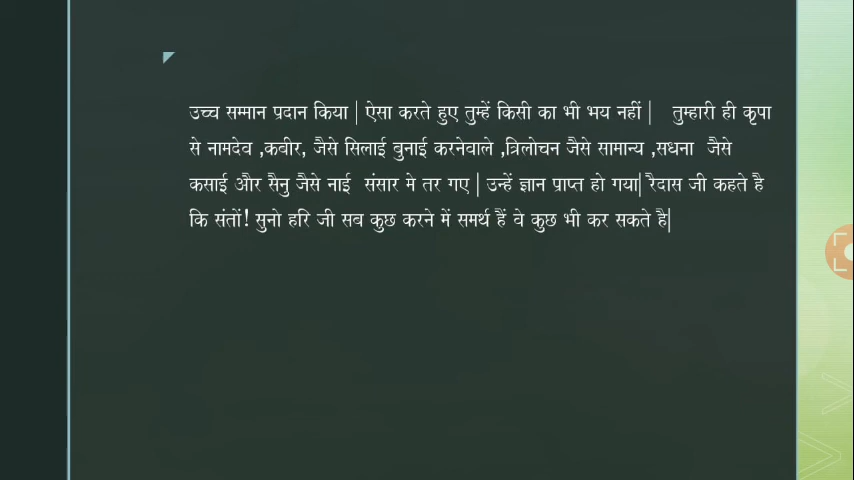 उच्च सम्मान प्रदान किया | ऐसा करते हुए तुम्हें किसी का भी भय नहीं | तुम्हारी ही कृपा
से नामदेव ,कबीर, जैसे सिलाई बुनाई करनेवाले ,त्रिलोचन जैसे सामान्य ,सधना जैसे
कसाई और सैनु जैसे नाई संसार मे तर गए | उन्हें ज्ञान प्राप्त हो गया| रैदास जी कहते है
कि संतों! सुनो हरि जी सब कुछ करने में समर्थ हैं वे कुछ भी कर सकते है|